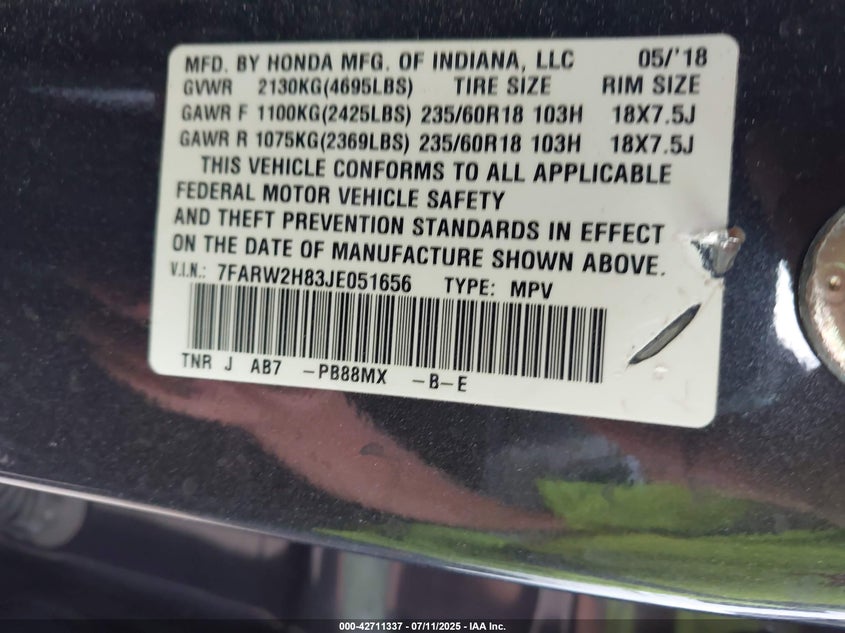 MFD. BY HONDA MFG. OF INDIANA, LLC 05/'18
GVWR 2130KG(4695LBS) TIRE SIZE RIM SIZE
GAWR F 1100KG(2425LBS) 235/60R18 103H 18X7.5J
GAWR R 1075KG(2369LBS) 235/60R18 103H 18X7.5J
THIS VEHICLE CONFORMS TO ALL APPLICABLE
FEDERAL MOTOR VEHICLE SAFETY
AND THEFT PREVENTION STANDARDS IN EFFECT
ON THE DATE OF MANUFACTURE SHOWN ABOVE.
V.I.N.: 7FARW2H83JE051656 TYPE: MPV
TNR J AB7 -PB88MX -B-E
000-42711337 - 07/11/2025 - IAA Inc.